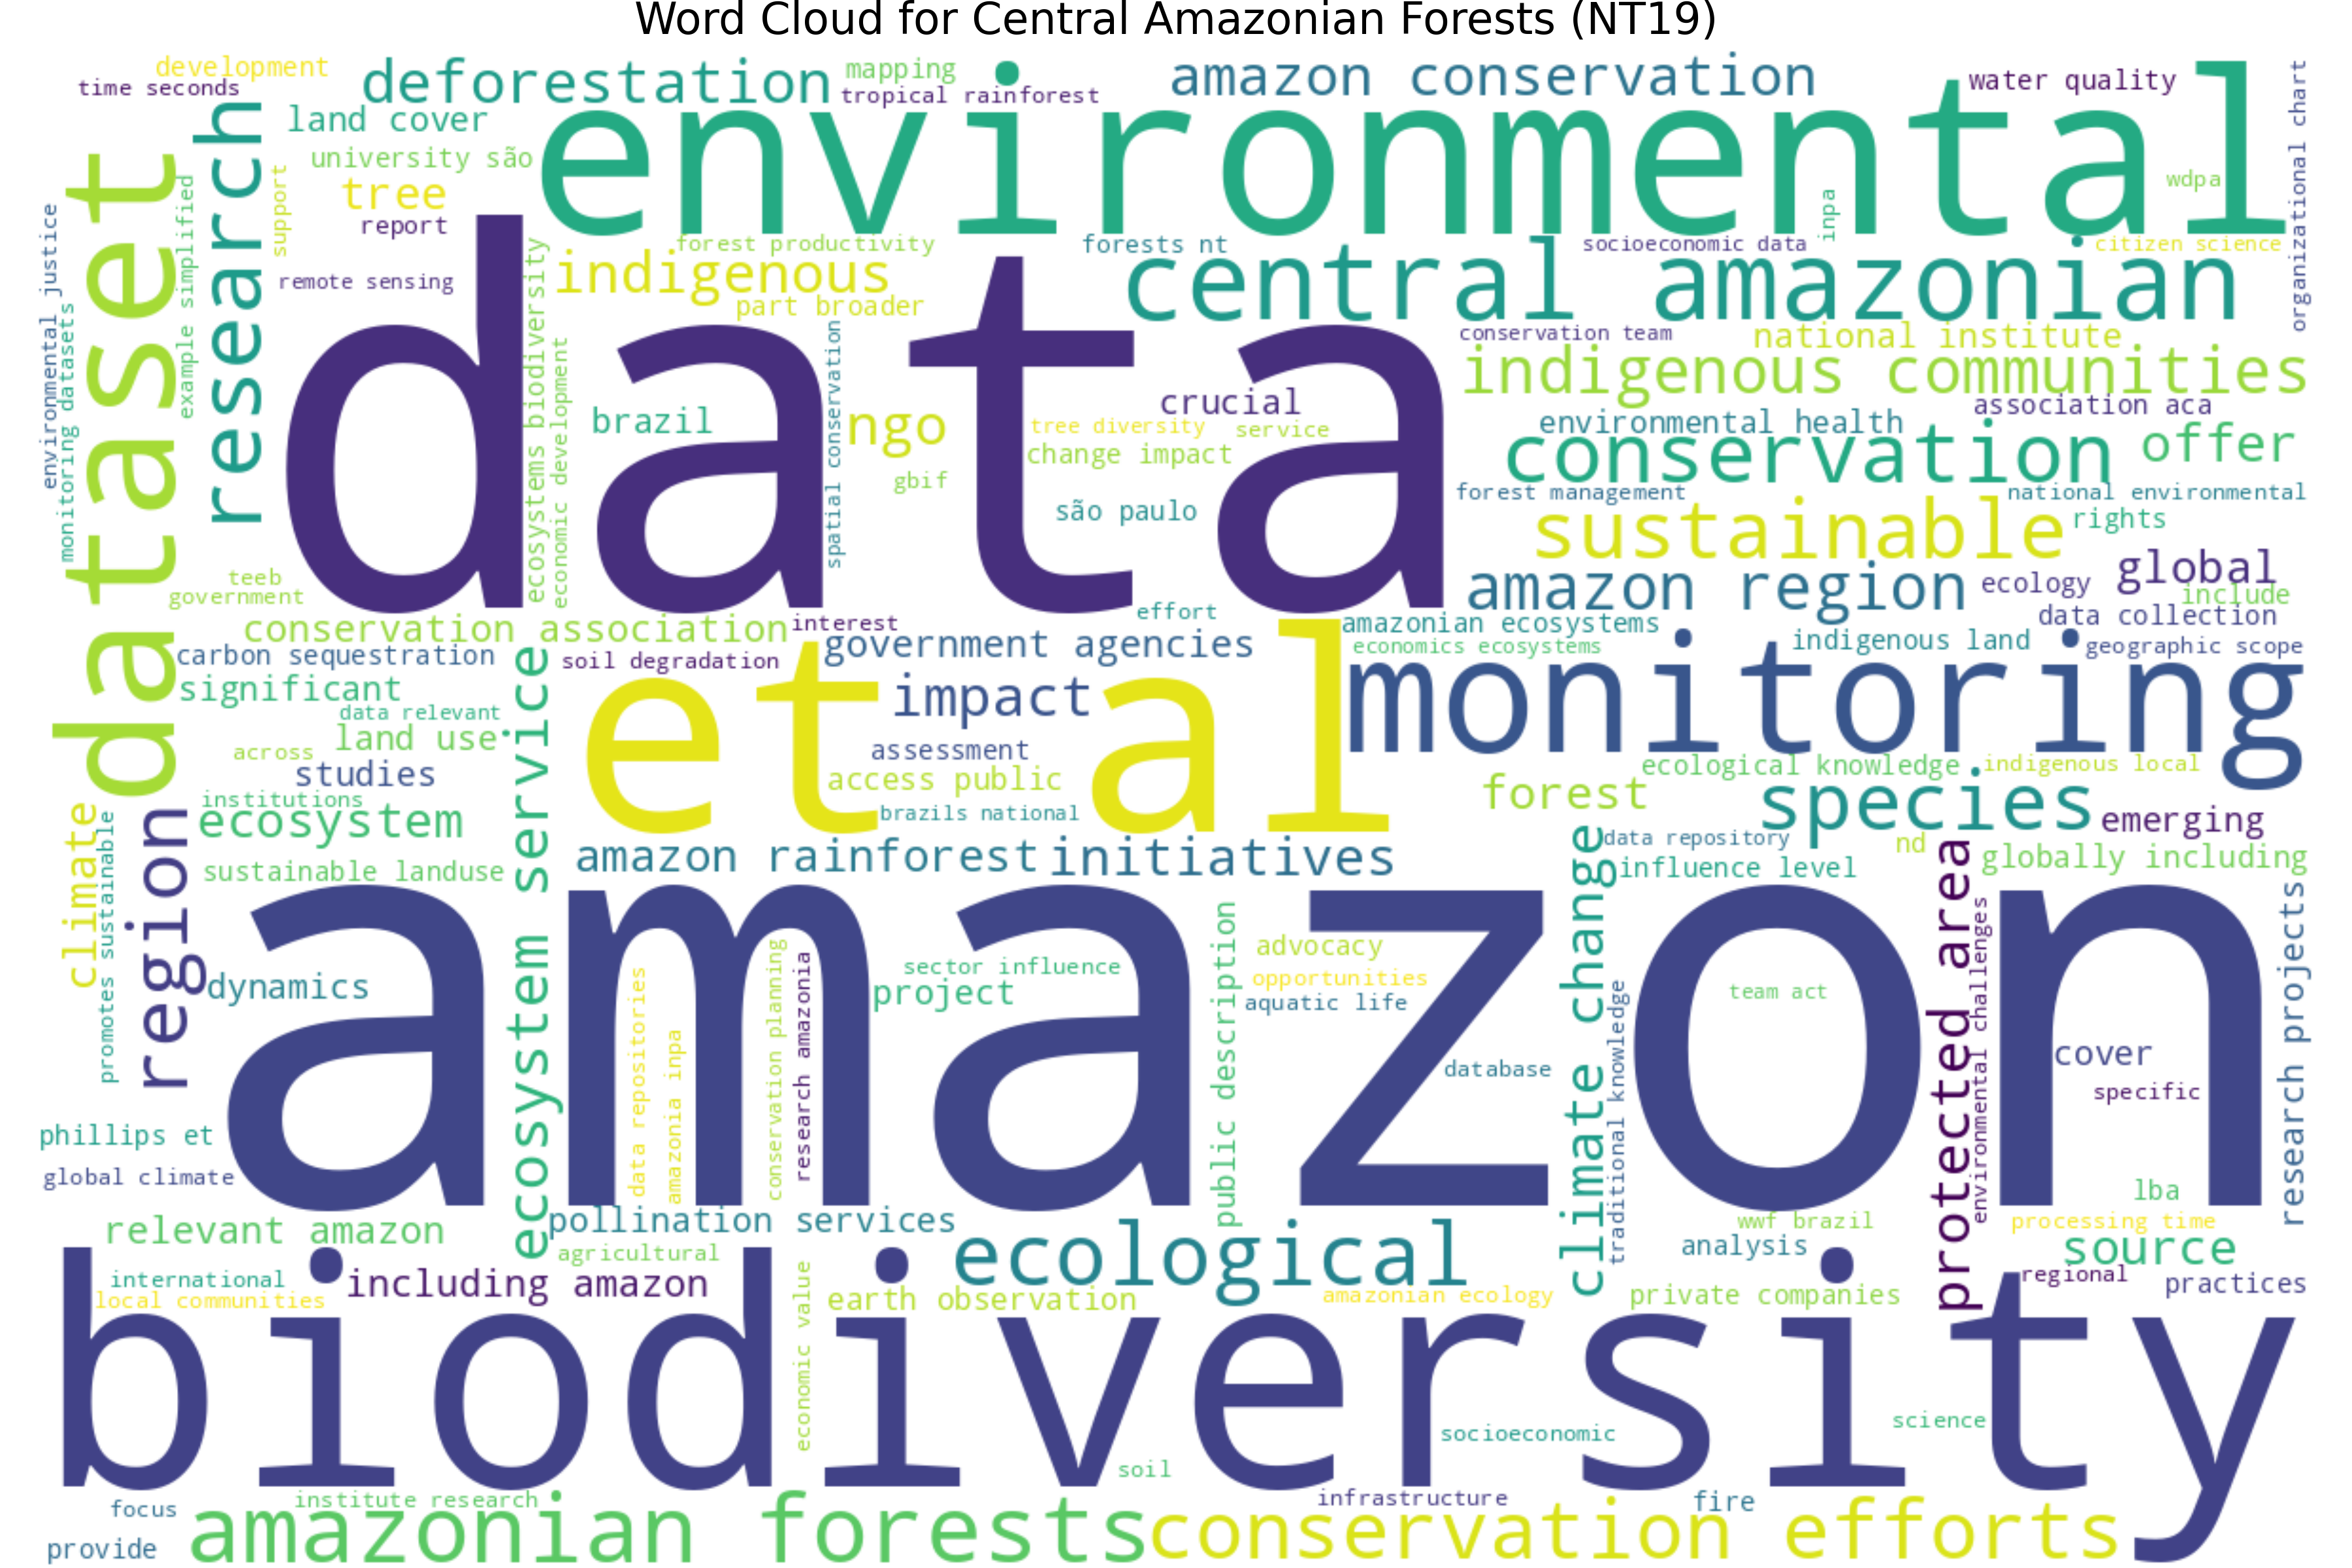 Word Cloud for Central Amazonian Forests (NT19)
development
time seconds
deforestation
mapping
tropical rainforest
amazon conservation
water quality
organizational chart
research
land cover
environmental
university são
tree
support
report
wdpa
inpa
dataset
example simplified
environmental justice
monitoring datasets
remote sensing
data
forest productivity
indigenous
part broader
forests nt
socioeconomic data
citizen science
central amazonian
ecosystems biodiversity
economic development
spatial conservation
brazil
ngo
gbif
crucial
tree diversity
service
change impact
são paulo
conservation team
national institute
indigenous communities
association aca
environmental health
conservation
offer
forest management
national environmental
sustainable
rights
global
amazon region
ecology
include
data collection
teeb
government
effort
conservation association
interest
government agencies
amazonian ecosystems
economics ecosystems
indigenous land
geographic scope
carbon sequestration
soil degradation
significant
impact
et al
monitoring
data relevant
land use
across
studies
assessment
access public
brazils national
institutions
ecosystem
ecosystem service
ecological knowledge
indigenous local
forest
species
emerging
data repository
nd
globally including
influence level
climate
promotes sustainable
region
sustainable landuse
amazon rainforest
initiatives
climate change
traditional knowledge
protected area
environmental challenges
research projects
amazon
dynamics
data repositories
amazonia inpa
conservation planning
research amazonia
sector influence
project
public description
advocacy
opportunities
aquatic life
database
team act
cover
specific
phillips et
global climate
lba
relevant amazon
pollination services
agricultural
ecological
wwf brazil
analysis
processing time
source
regional
practices
international
local communities
including amazon
economic value
earth observation
amazonian ecology
private companies
biodiversity
socioeconomic
science
soil
focus
institute research
infrastructure
fire
provide
amazonian forests
conservation efforts